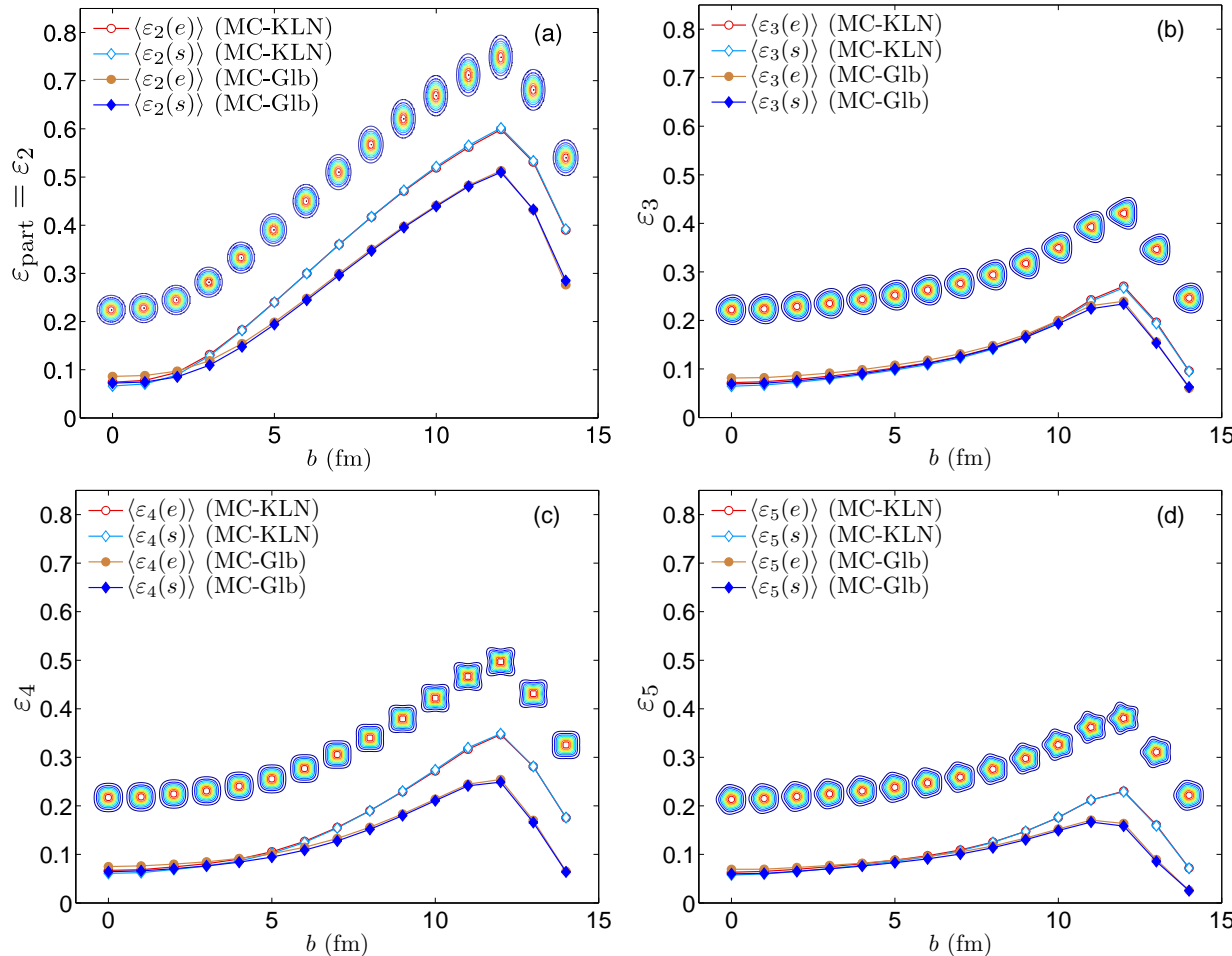 (a)
⟨ε₂(e)⟩ (MC-KLN)
⟨ε₂(s)⟩ (MC-KLN)
⟨ε₂(e)⟩ (MC-Glb)
⟨ε₂(s)⟩ (MC-Glb)
0.8
0.7
0.6
0.5
0.4
0.3
0.2
0.1
0
ε_part = ε₂
0 5 10 15
b (fm)
(b)
⟨ε₃(e)⟩ (MC-KLN)
⟨ε₃(s)⟩ (MC-KLN)
⟨ε₃(e)⟩ (MC-Glb)
⟨ε₃(s)⟩ (MC-Glb)
0.8
0.7
0.6
0.5
0.4
0.3
0.2
0.1
0
ε₃
0 5 10 15
b (fm)
(c)
⟨ε₄(e)⟩ (MC-KLN)
⟨ε₄(s)⟩ (MC-KLN)
⟨ε₄(e)⟩ (MC-Glb)
⟨ε₄(s)⟩ (MC-Glb)
0.8
0.7
0.6
0.5
0.4
0.3
0.2
0.1
0
ε₄
0 5 10 15
b (fm)
(d)
⟨ε₅(e)⟩ (MC-KLN)
⟨ε₅(s)⟩ (MC-KLN)
⟨ε₅(e)⟩ (MC-Glb)
⟨ε₅(s)⟩ (MC-Glb)
0.8
0.7
0.6
0.5
0.4
0.3
0.2
0.1
0
ε₅
0 5 10 15
b (fm)